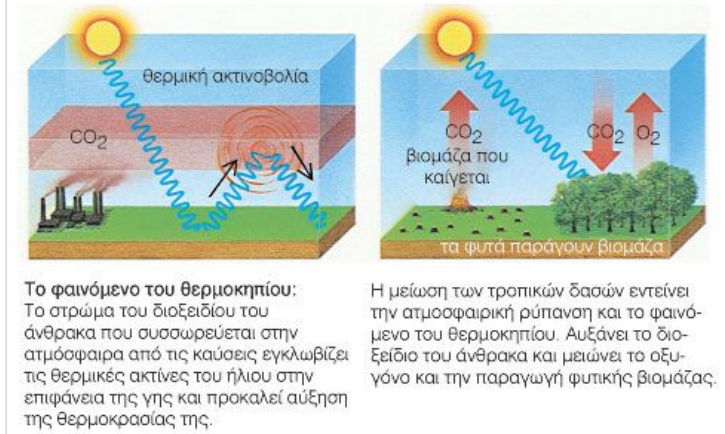 θερμική ακτινοβολία
CO2
CO2
βιομάζα που
καίγεται
CO2
O2
τα φυτά παράγουν βιομάζα
Το φαινόμενο του θερμοκηπίου:
Το στρώμα του διοξειδίου του
άνθρακα που συσσωρεύεται στην
ατμόσφαιρα από τις καύσεις εγκλωβίζει
τις θερμικές ακτίνες του ήλιου στην
επιφάνεια της γης και προκαλεί αύξηση
της θερμοκρασίας της.
Η μείωση των τροπικών δασών εντείνει
την ατμοσφαιρική ρύπανση και το φαινό-
μενο του θερμοκηπίου. Αυξάνει το διο-
ξείδιο του άνθρακα και μειώνει το οξυ-
γόνο και την παραγωγή φυτικής βιομάζας.